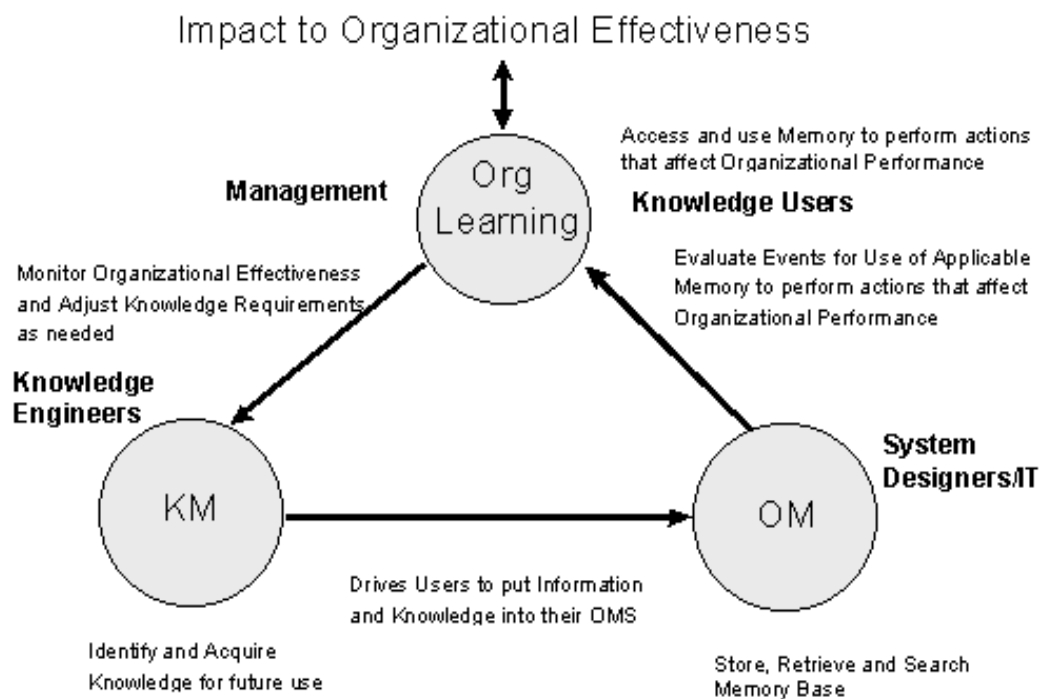 Impact to Organizational Effectiveness
Access and use Memory to perform actions
that affect Organizational Performance
Org
Learning
Management
Knowledge Users
Monitor Organizational Effectiveness
and Adjust Knowledge Requirements
as needed
Evaluate Events for Use of Applicable
Memory to perform actions that affect
Organizational Performance
Knowledge
Engineers
System
Designers/IT
KM
OM
Drives Users to put Information
and Knowledge into their OMS
Identify and Acquire
Knowledge for future use
Store, Retrieve and Search
Memory Base